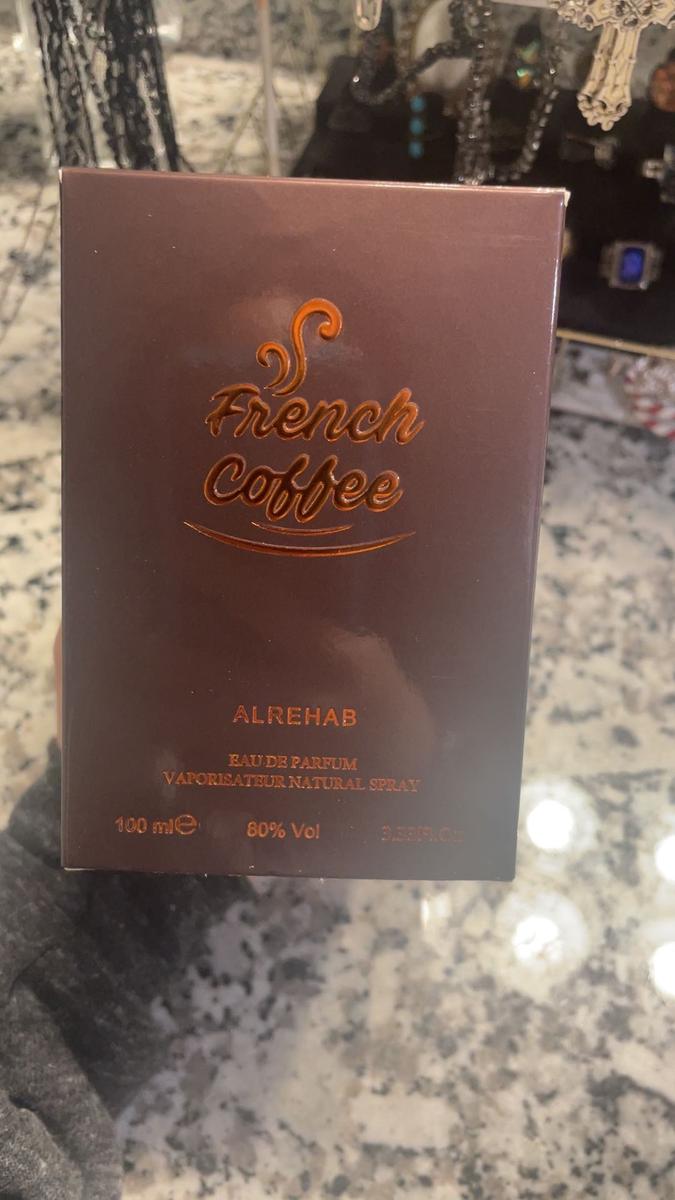 French
Coffee
ALREHAB
EAU DE PARFUM
VAPORISATEUR NATURAL SPRAY
100 ml℮ 80% Vol